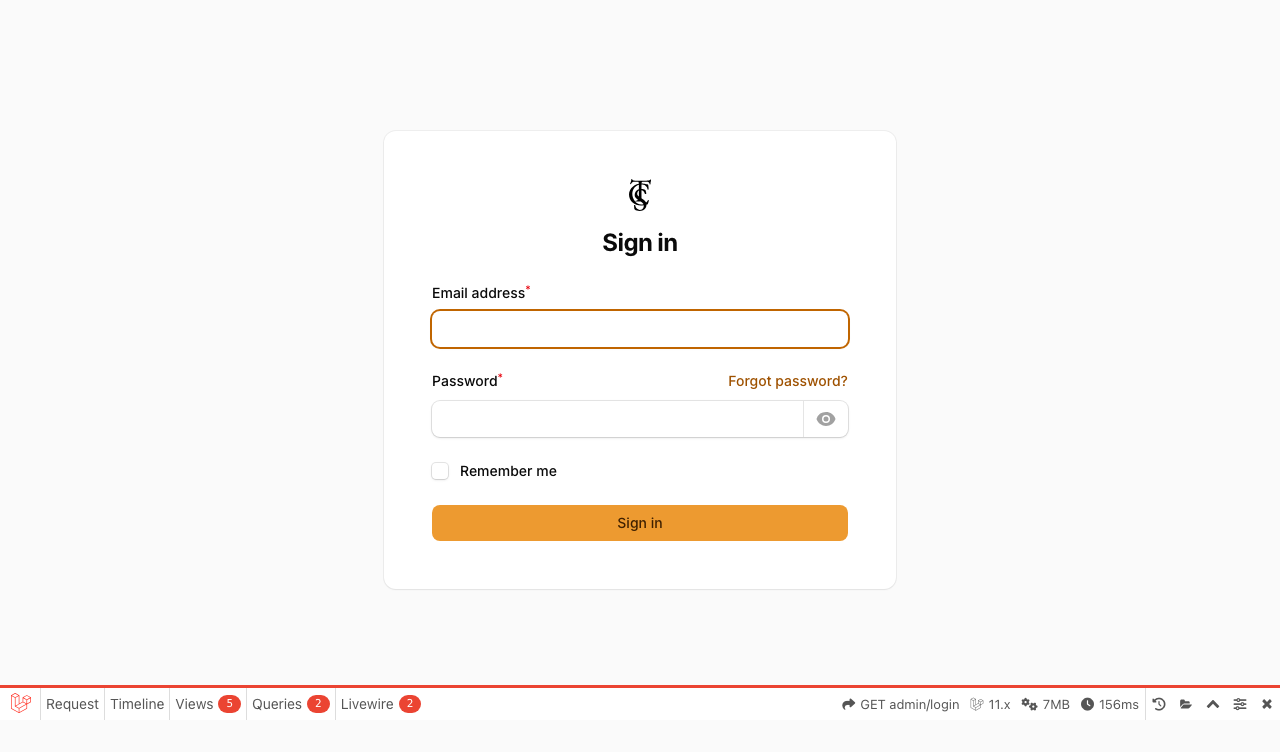 Sign in
Email address*
Password* Forgot password?
Remember me
Sign in
Request Timeline Views 5 Queries 2 Livewire 2 GET admin/login 11.x 7MB 156ms